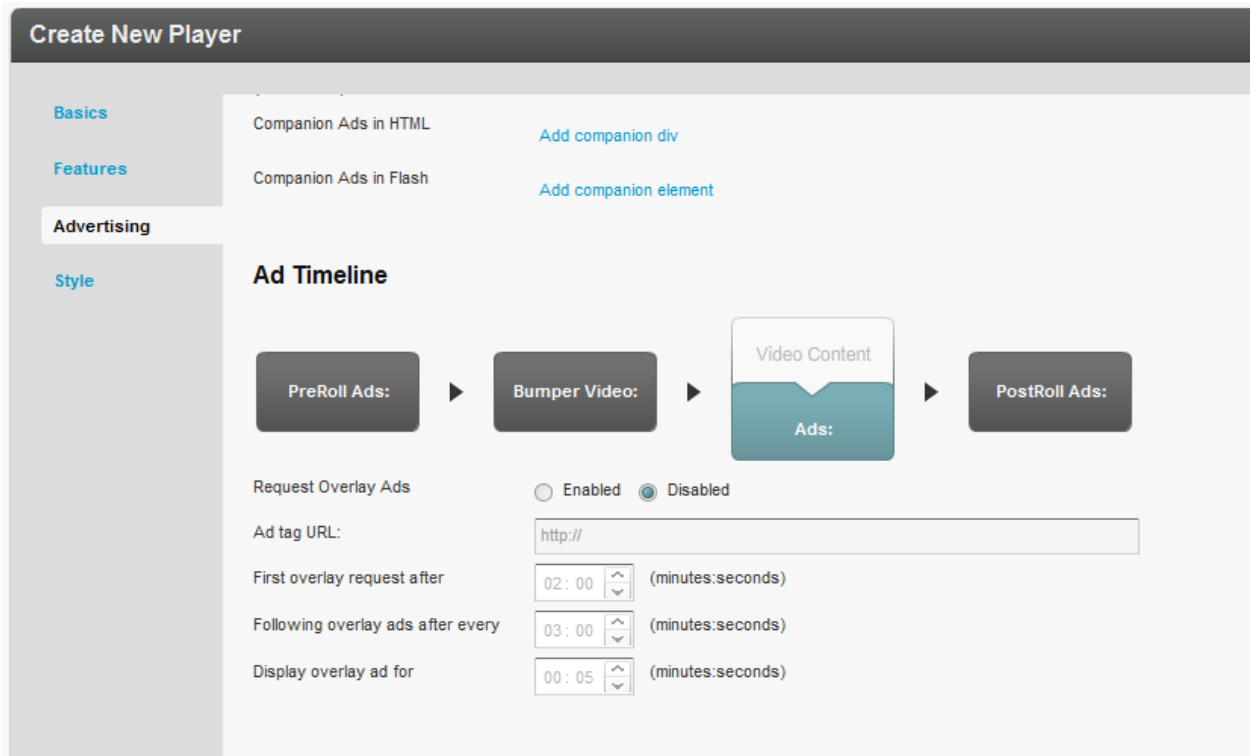 Create New Player
Basics
Features
Advertising
Style
Companion Ads in HTML
Add companion div
Companion Ads in Flash
Add companion element
Ad Timeline
PreRoll Ads:
Bumper Video:
Video Content
Ads:
PostRoll Ads:
Request Overlay Ads
Enabled
Disabled
Ad tag URL:
http://
First overlay request after
02 : 00
(minutes:seconds)
Following overlay ads after every
03 : 00
(minutes:seconds)
Display overlay ad for
00 : 05
(minutes:seconds)